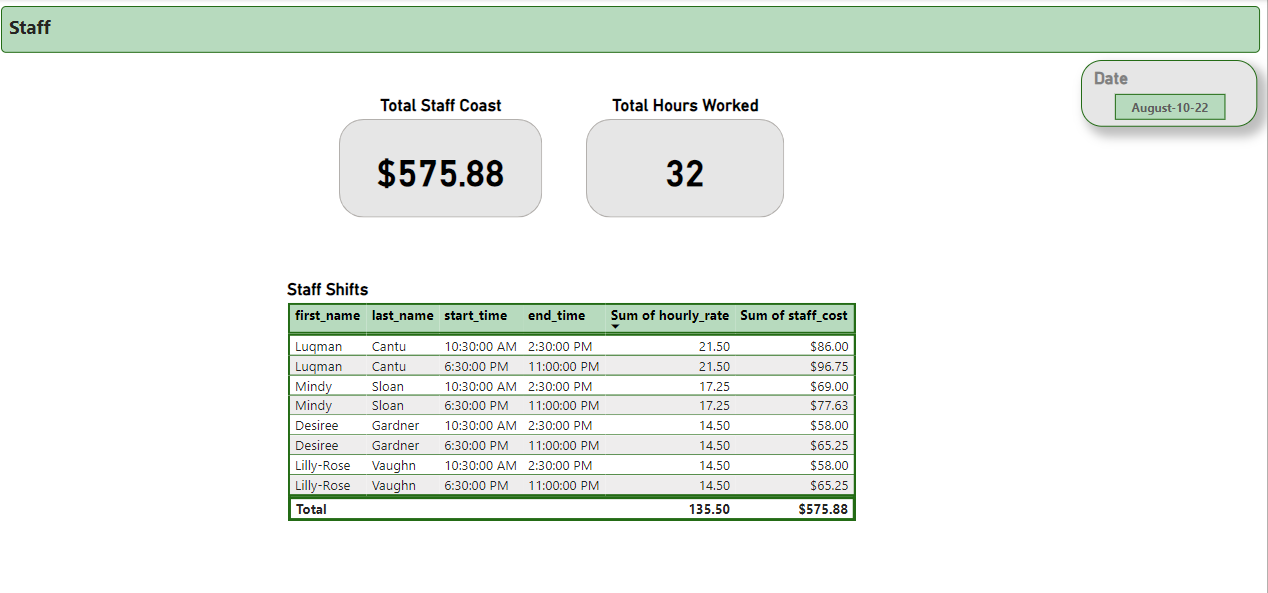 Staff
Date
August-10-22
Total Staff Coast
Total Hours Worked
$575.88
32
Staff Shifts
first_name last_name start_time end_time Sum of hourly_rate Sum of staff_cost
Luqman Cantu 10:30:00 AM 2:30:00 PM 21.50 $86.00
Luqman Cantu 6:30:00 PM 11:00:00 PM 21.50 $96.75
Mindy Sloan 10:30:00 AM 2:30:00 PM 17.25 $69.00
Mindy Sloan 6:30:00 PM 11:00:00 PM 17.25 $77.63
Desiree Gardner 10:30:00 AM 2:30:00 PM 14.50 $58.00
Desiree Gardner 6:30:00 PM 11:00:00 PM 14.50 $65.25
Lilly-Rose Vaughn 10:30:00 AM 2:30:00 PM 14.50 $58.00
Lilly-Rose Vaughn 6:30:00 PM 11:00:00 PM 14.50 $65.25
Total 135.50 $575.88